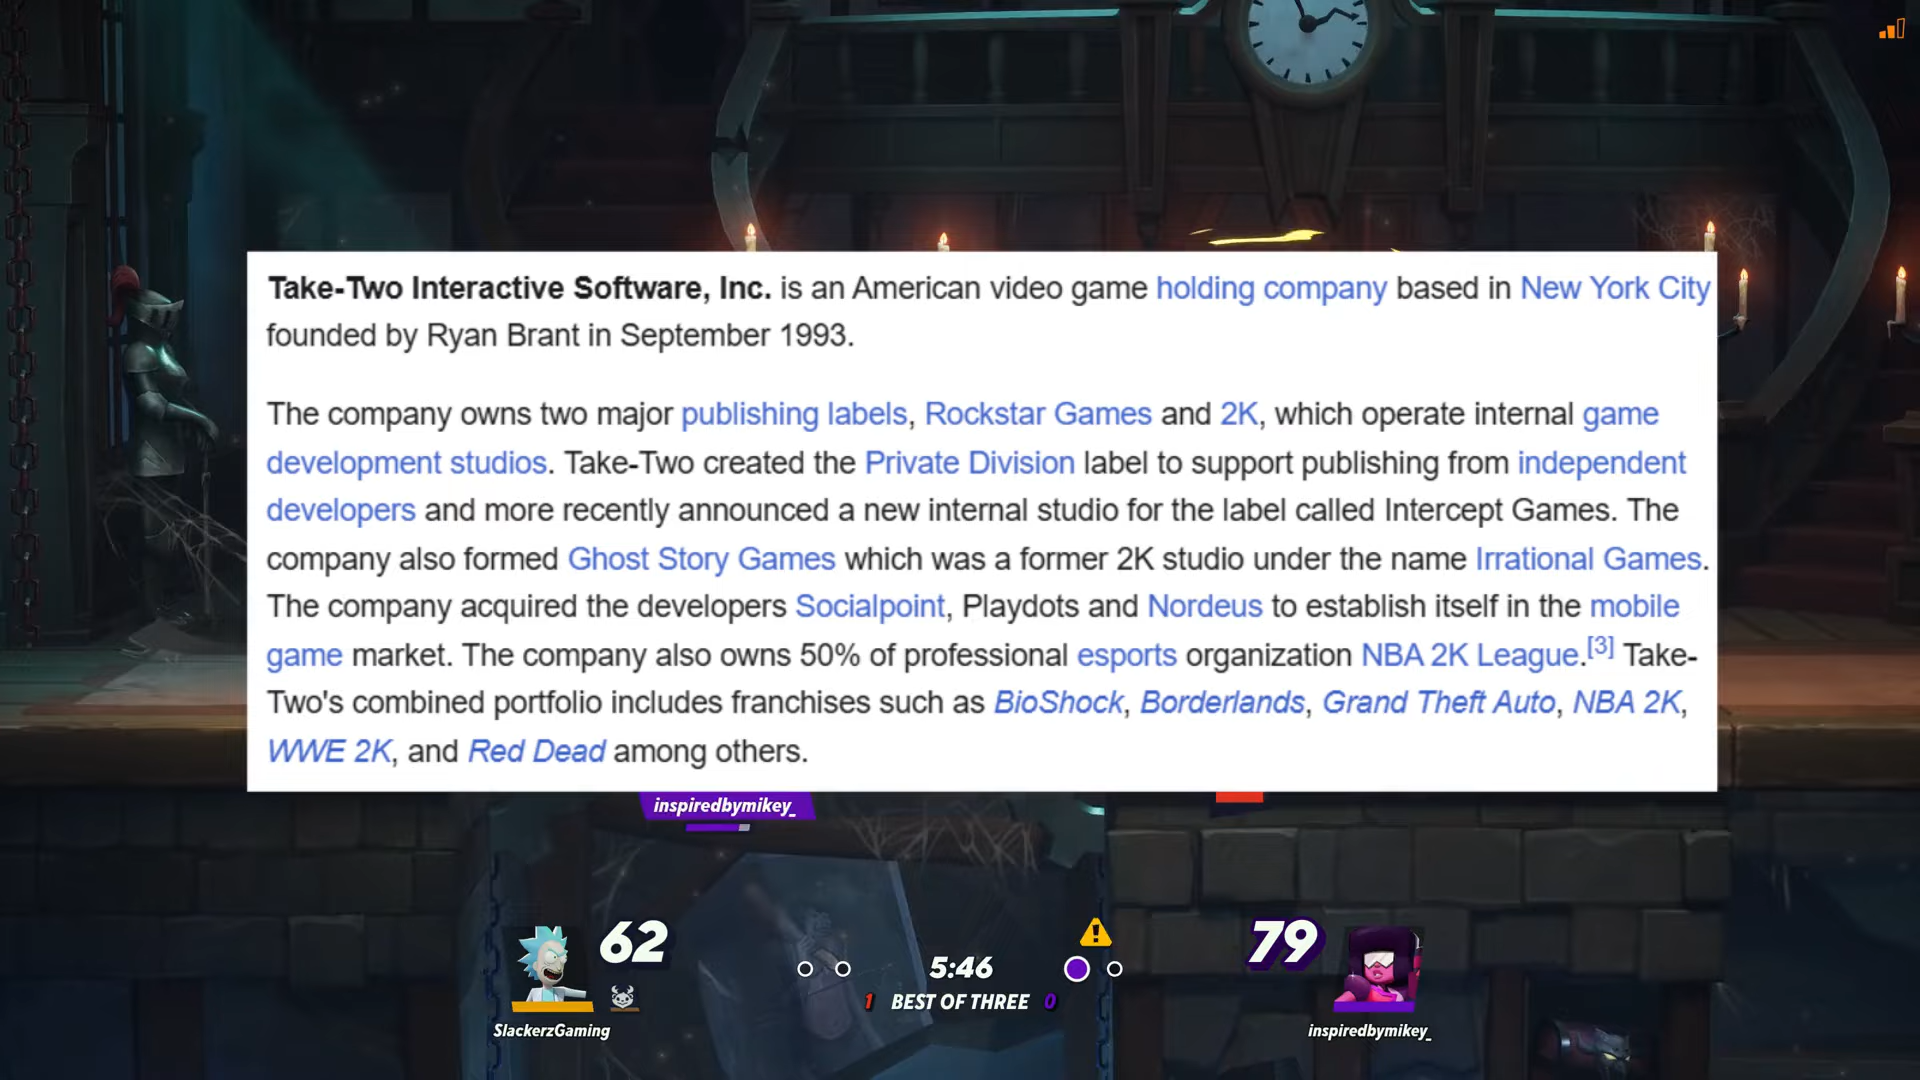 Take-Two Interactive Software, Inc. is an American video game holding company based in New York City
founded by Ryan Brant in September 1993.
The company owns two major publishing labels, Rockstar Games and 2K, which operate internal game
development studios. Take-Two created the Private Division label to support publishing from independent
developers and more recently announced a new internal studio for the label called Intercept Games. The
company also formed Ghost Story Games which was a former 2K studio under the name Irrational Games.
The company acquired the developers Socialpoint, Playdots and Nordeus to establish itself in the mobile
game market. The company also owns 50% of professional esports organization NBA 2K League.[3] Take-
Two's combined portfolio includes franchises such as BioShock, Borderlands, Grand Theft Auto, NBA 2K,
WWE 2K, and Red Dead among others.
inspiredbymikey_
62
5:46
79
1 BEST OF THREE 0
SlackerzGaming
inspiredbymikey_